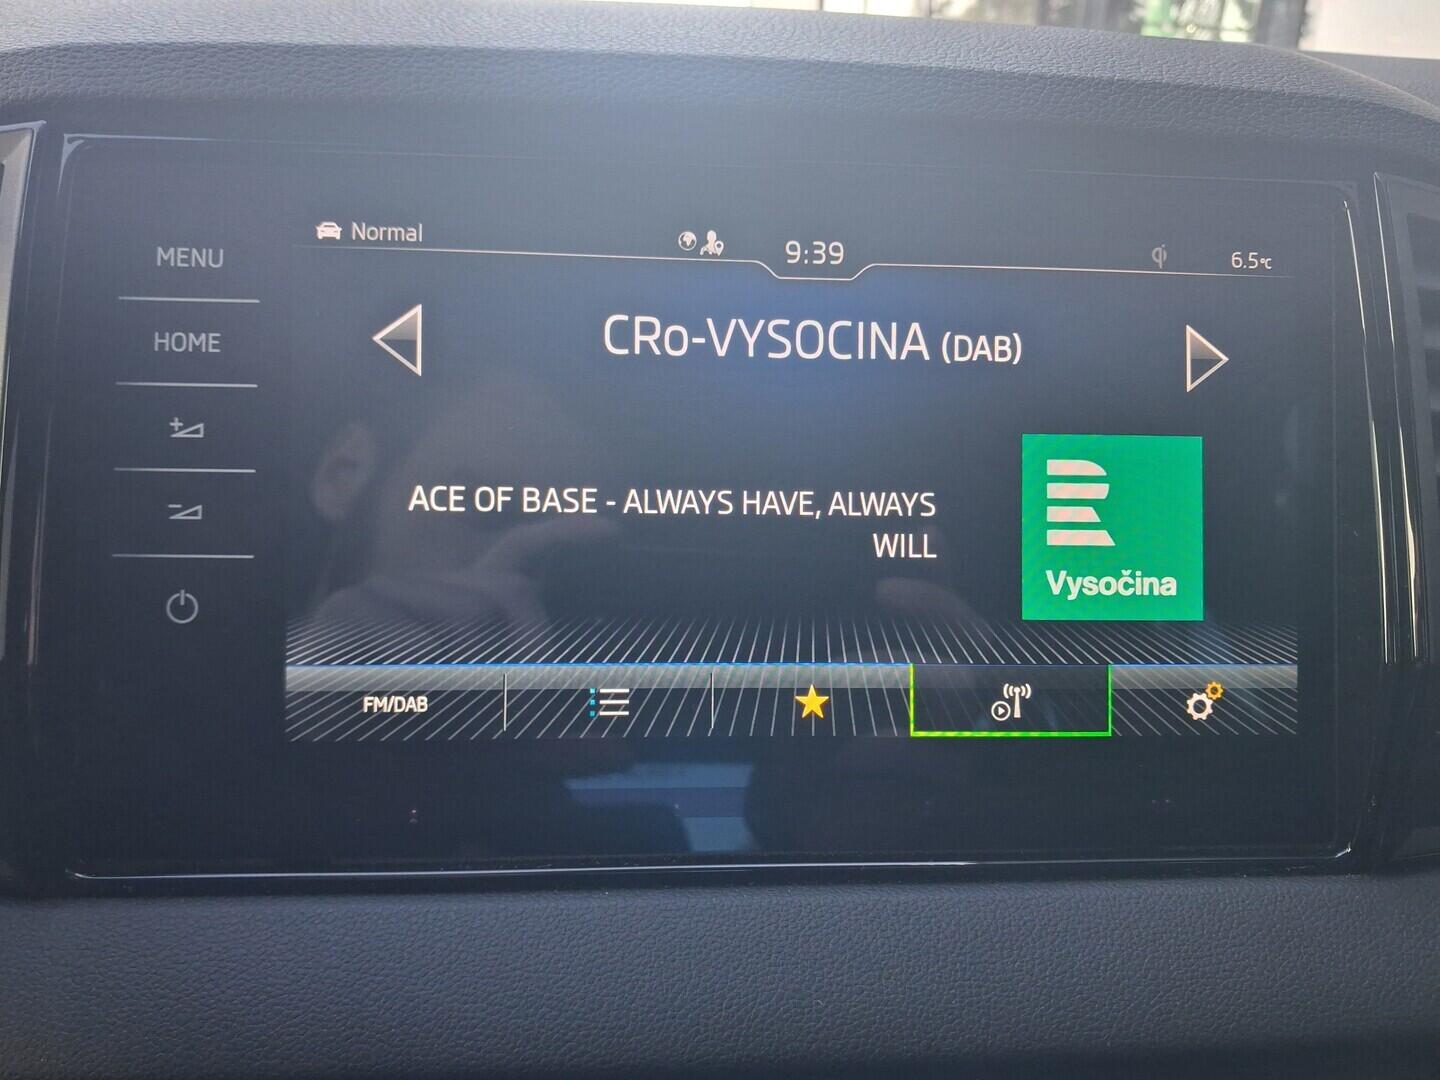 Normal
9:39
6.5°C
MENU
HOME
CRo-VYSOCINA (DAB)
ACE OF BASE - ALWAYS HAVE, ALWAYS
WILL
Vysočina
FM/DAB